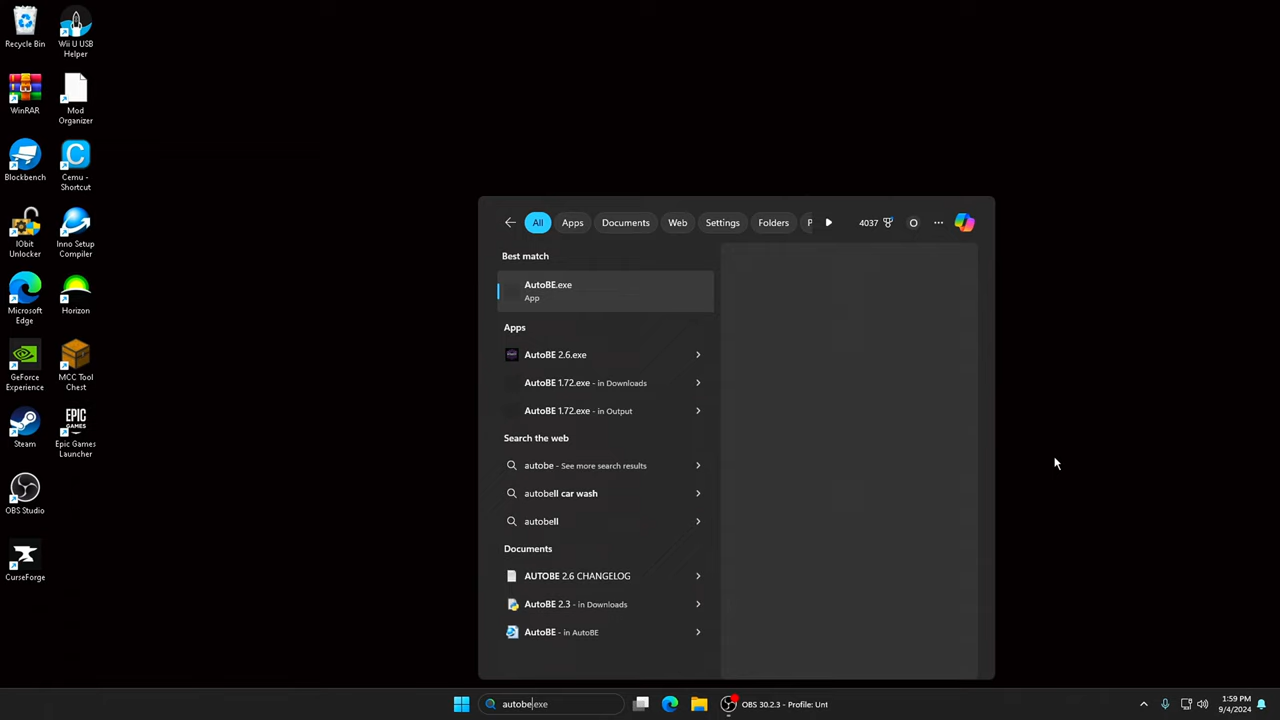 Recycle Bin
Wii U USB
Helper
WinRAR
Mod
Organizer
Blockbench
Cemu -
Shortcut
IObit
Unlocker
Inno Setup
Compiler
Microsoft
Edge
Horizon
GeForce
Experience
MCC Tool
Chest
Steam
EPIC
GAMES
Epic Games
Launcher
OBS Studio
CurseForge
All
Apps
Documents
Web
Settings
Folders
P
4037
O
Best match
AutoBE.exe
App
Apps
AutoBE 2.6.exe
AutoBE 1.72.exe - in Downloads
AutoBE 1.72.exe - in Output
Search the web
autobe - See more search results
autobell car wash
autobell
Documents
AUTOBE 2.6 CHANGELOG
AutoBE 2.3 - in Downloads
AutoBE - in AutoBE
autobe.exe
OBS 30.2.3 - Profile: Unt
1:59 PM
9/4/2024